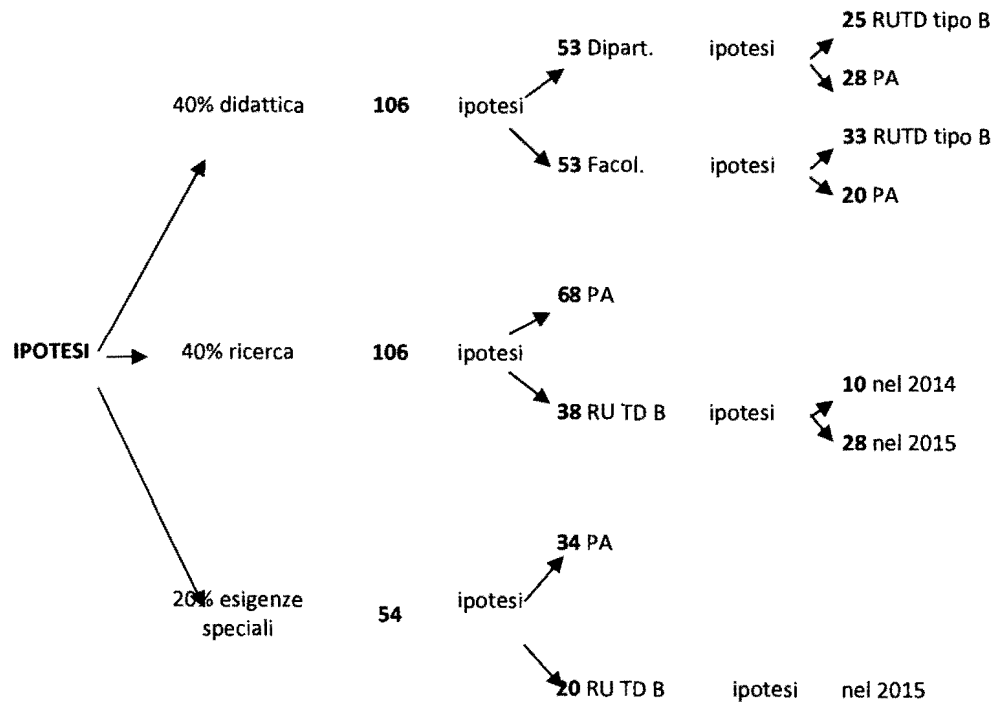 25 RUTD tipo B
53 Dipart. ipotesi
28 PA
40% didattica 106 ipotesi
33 RUTD tipo B
53 Facol. ipotesi
20 PA
68 PA
IPOTESI 40% ricerca 106 ipotesi
10 nel 2014
38 RU TD B ipotesi
28 nel 2015
34 PA
20% esigenze
speciali 54 ipotesi
20 RU TD B ipotesi nel 2015